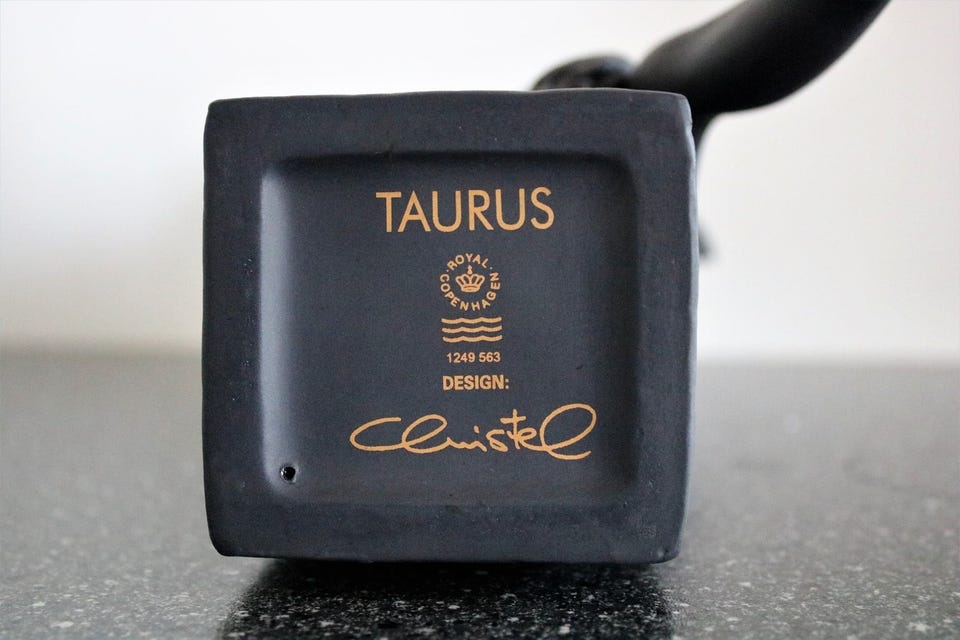 TAURUS
ROYAL COPENHAGEN
1249 563
DESIGN:
Christel